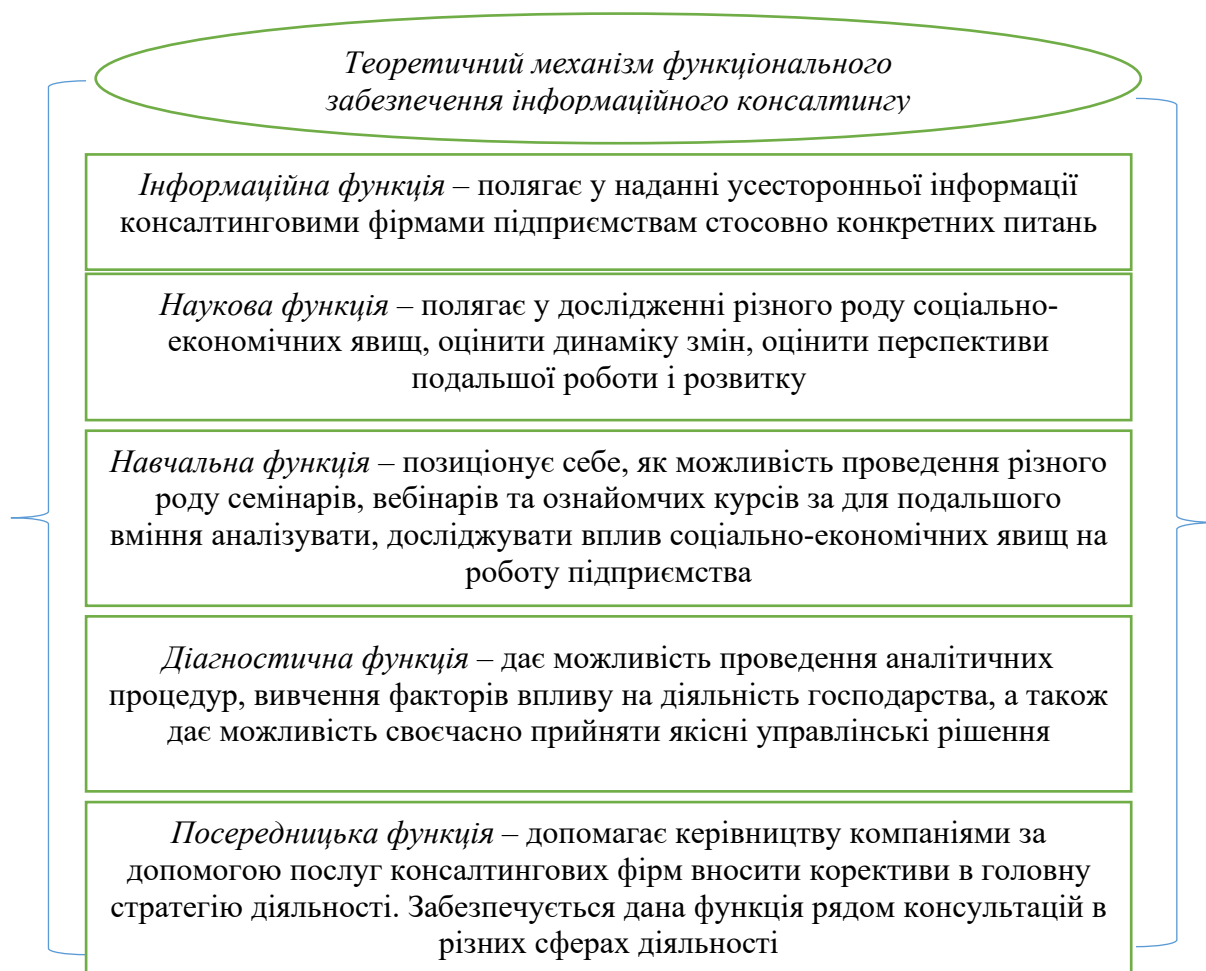 Теоретичний механізм функціонального
забезпечення інформаційного консалтингу
Інформаційна функція – полягає у наданні усесторонньої інформації
консалтинговими фірмами підприємствам стосовно конкретних питань
Наукова функція – полягає у дослідженні різного роду соціально-
економічних явищ, оцінити динаміку змін, оцінити перспективи
подальшої роботи і розвитку
Навчальна функція – позиціонує себе, як можливість проведення різного
роду семінарів, вебінарів та ознайомчих курсів за для подальшого
вміння аналізувати, досліджувати вплив соціально-економічних явищ на
роботу підприємства
Діагностична функція – дає можливість проведення аналітичних
процедур, вивчення факторів впливу на діяльність господарства, а також
дає можливість своєчасно прийняти якісні управлінські рішення
Посередницька функція – допомагає керівництву компаніями за
допомогою послуг консалтингових фірм вносити корективи в головну
стратегію діяльності. Забезпечується дана функція рядом консультацій в
різних сферах діяльності